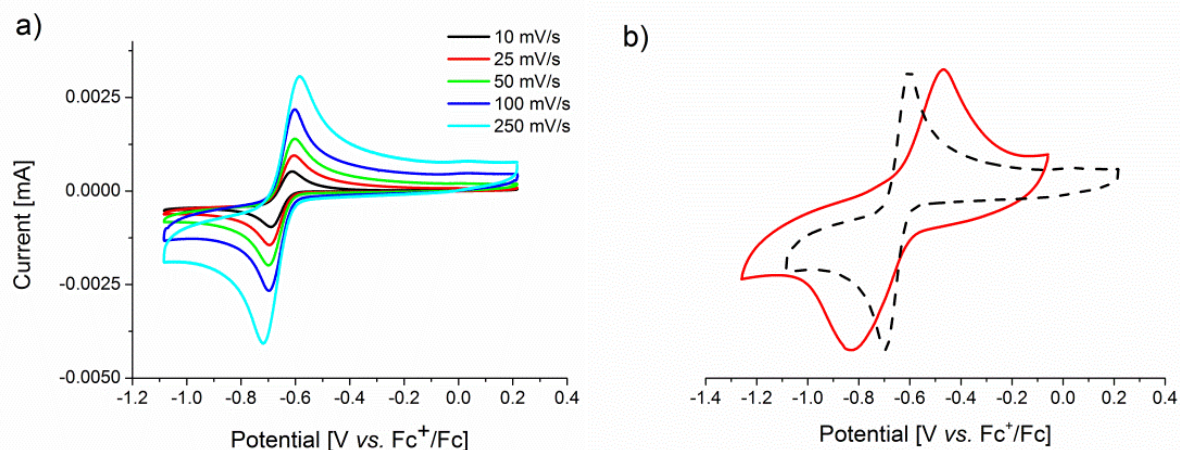 a)
10 mV/s
25 mV/s
50 mV/s
100 mV/s
250 mV/s
0.0025
0.0000
-0.0025
-0.0050
Current [mA]
-1.2 -1.0 -0.8 -0.6 -0.4 -0.2 0.0 0.2 0.4
Potential [V vs. Fc⁺/Fc]
b)
-1.4 -1.2 -1.0 -0.8 -0.6 -0.4 -0.2 0.0 0.2 0.4
Potential [V vs. Fc⁺/Fc]